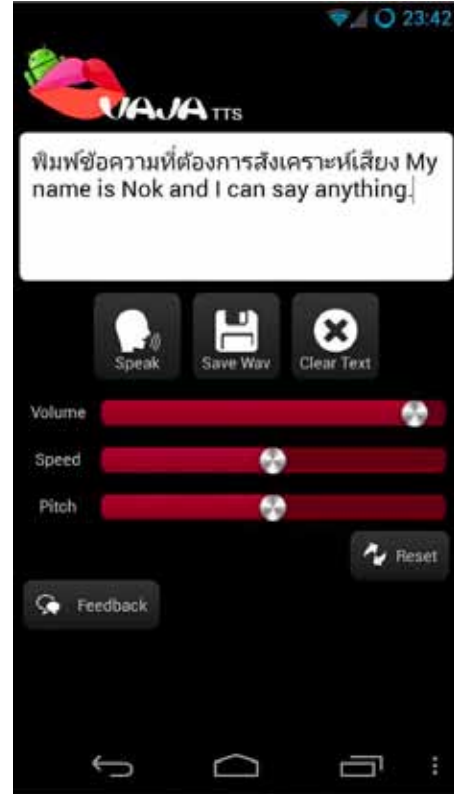 23:42
VAJA TTS
พิมพ์ข้อความที่ต้องการสังเคราะห์เสียง My
name is Nok and I can say anything.
Speak Save Wav Clear Text
Volume
Speed
Pitch
Reset
Feedback